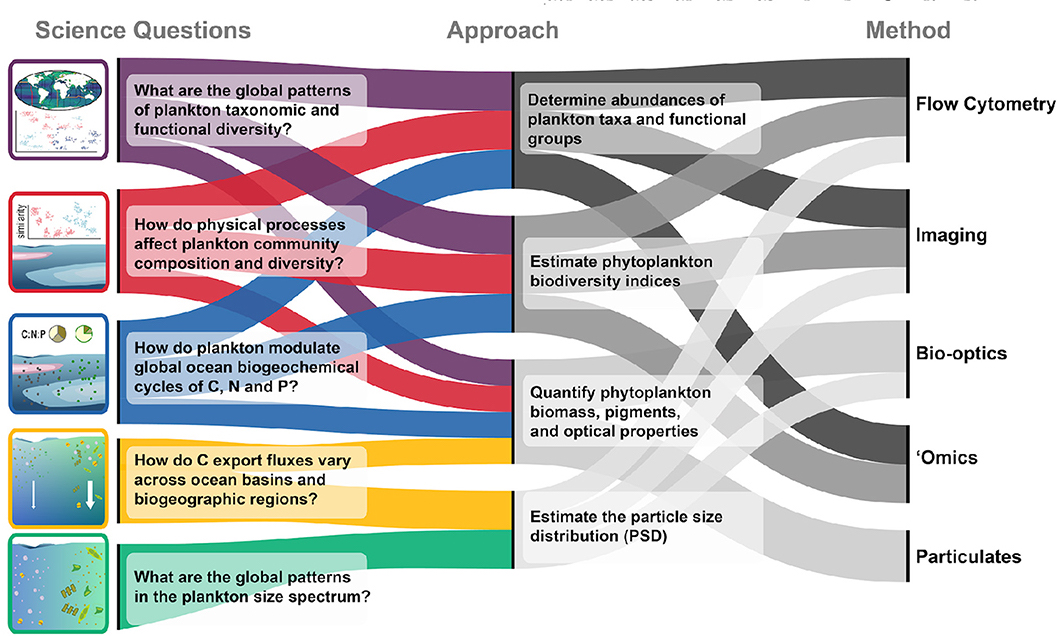 Science Questions
Approach
Method
What are the global patterns
of plankton taxonomic and
functional diversity?
similarity
How do physical processes
affect plankton community
composition and diversity?
C:N:P
How do plankton modulate
global ocean biogeochemical
cycles of C, N and P?
How do C export fluxes vary
across ocean basins and
biogeographic regions?
What are the global patterns
in the plankton size spectrum?
Determine abundances of
plankton taxa and functional
groups
Estimate phytoplankton
biodiversity indices
Quantify phytoplankton
biomass, pigments,
and optical properties
Estimate the particle size
distribution (PSD)
Flow Cytometry
Imaging
Bio-optics
‘Omics
Particulates